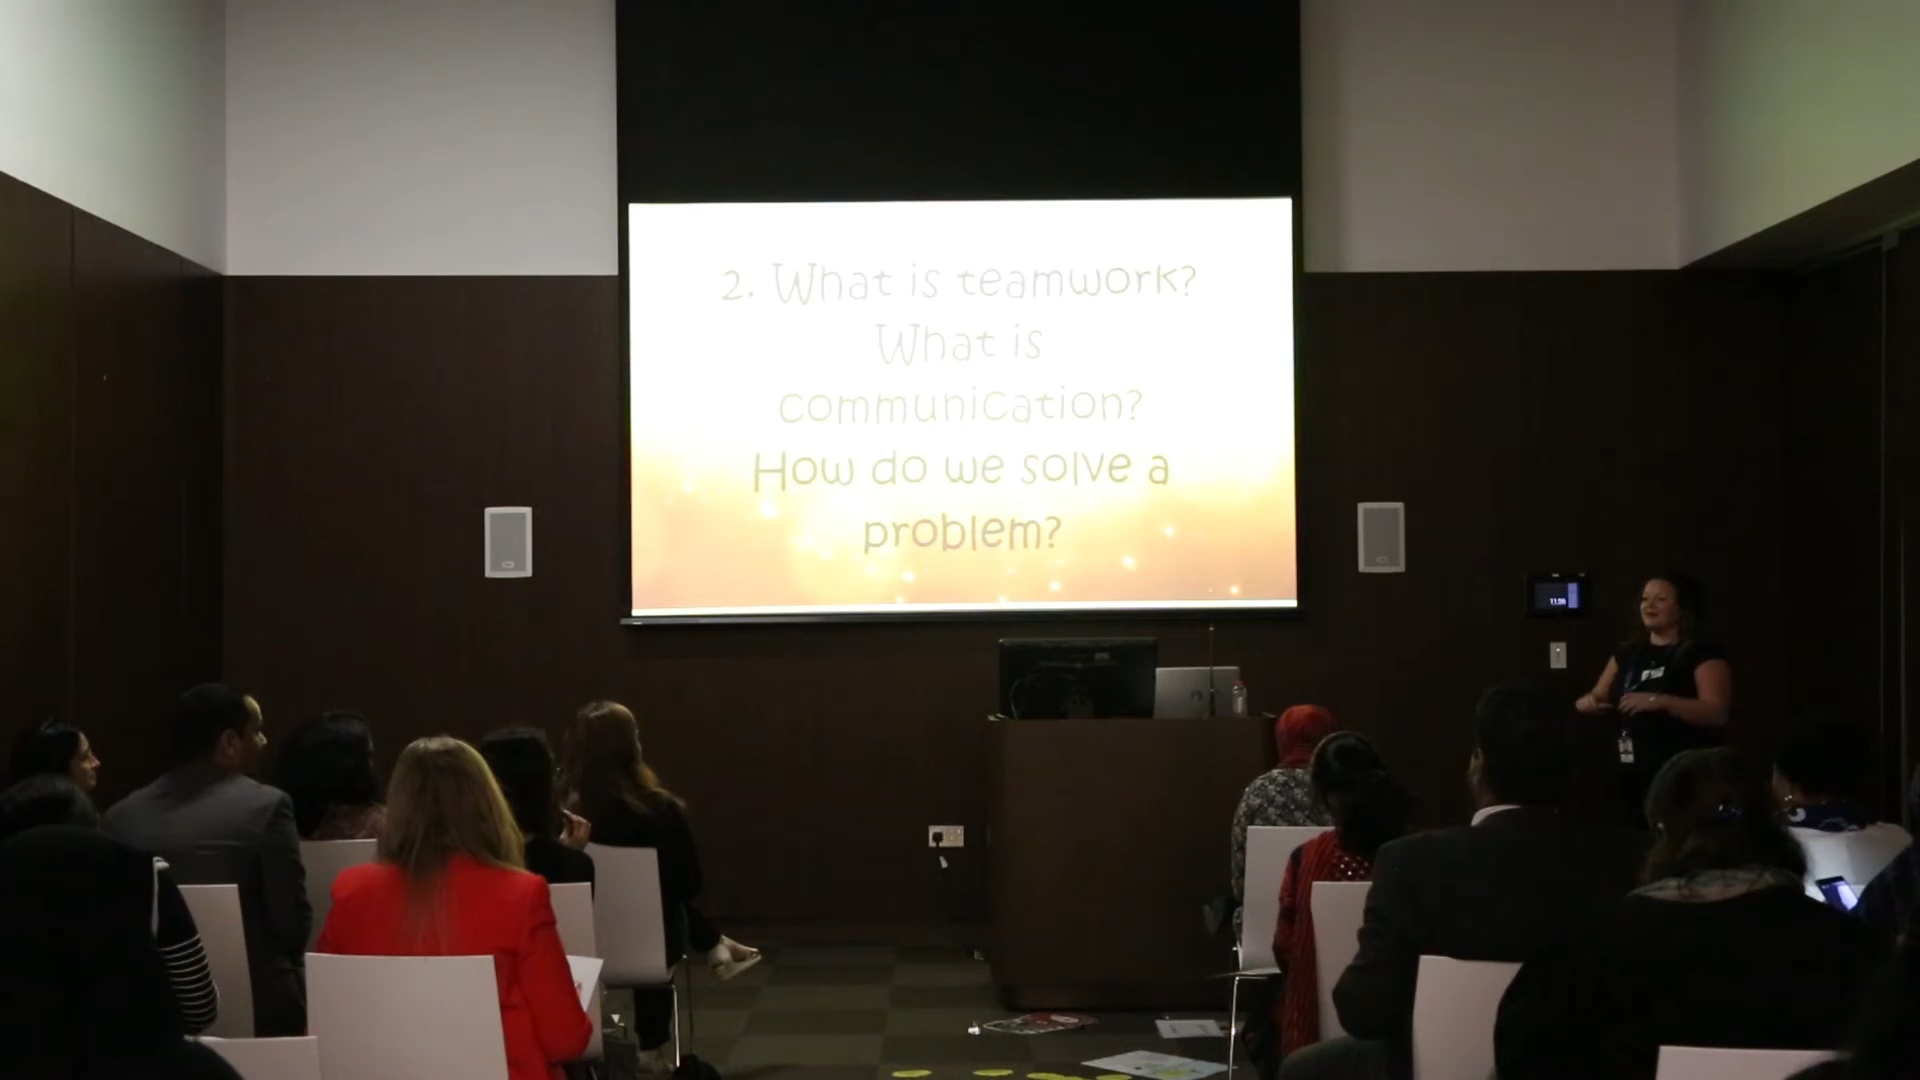 2. What is teamwork?
What is
communication?
How do we solve a
problem?